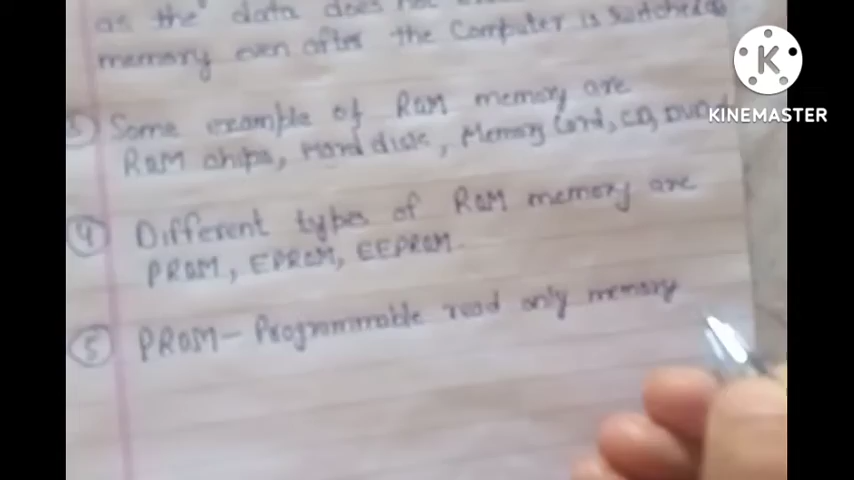 as the data does not
memory even after the Computer is switched
3 Some example of ROM memory are
ROM chips, Hard disk, Memory Card, CD, DVD
4 Different types of ROM memory are
PROM, EPROM, EEPROM.
5 PROM - Programmable read only memory
KINEMASTER